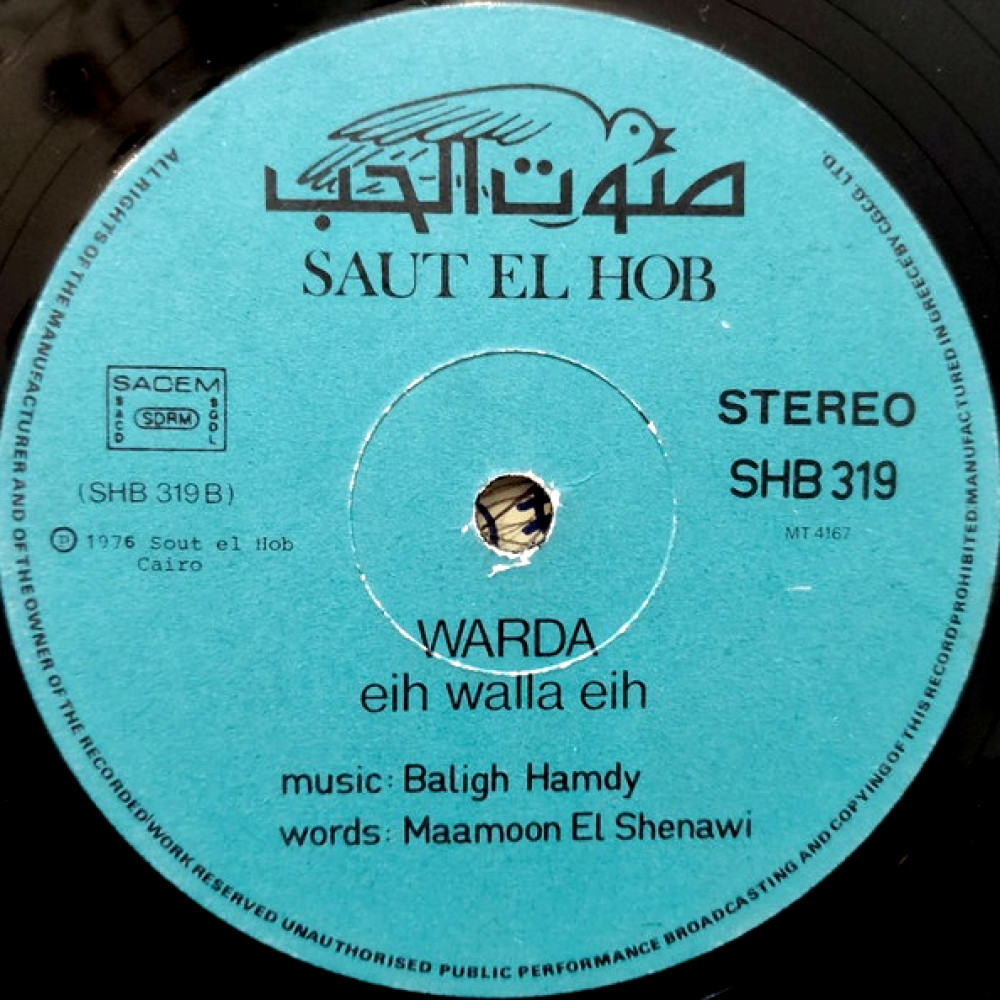 صوت الحب
SAUT EL HOB
SACEM
SACD
SDRM
SGDL
STEREO
SHB 319
(SHB 319 B)
MT 4167
Ⓟ 1976 Sout el Hob
Cairo
WARDA
eih walla eih
music: Baligh Hamdy
words: Maamoon El Shenawi
ALL RIGHTS OF THE MANUFACTURER AND OF THE OWNER OF THE RECORDED WORK RESERVED UNAUTHORISED PUBLIC PERFORMANCE BROADCASTING AND COPYING OF THIS RECORD PROHIBITED. MANUFACTURED IN GREECE BY C.G.C.G. LTD.